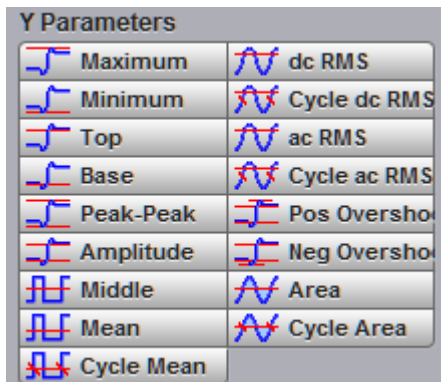 Y Parameters
Maximum
dc RMS
Minimum
Cycle dc RMS
Top
ac RMS
Base
Cycle ac RMS
Peak-Peak
Pos Oversho
Amplitude
Neg Oversho
Middle
Area
Mean
Cycle Area
Cycle Mean